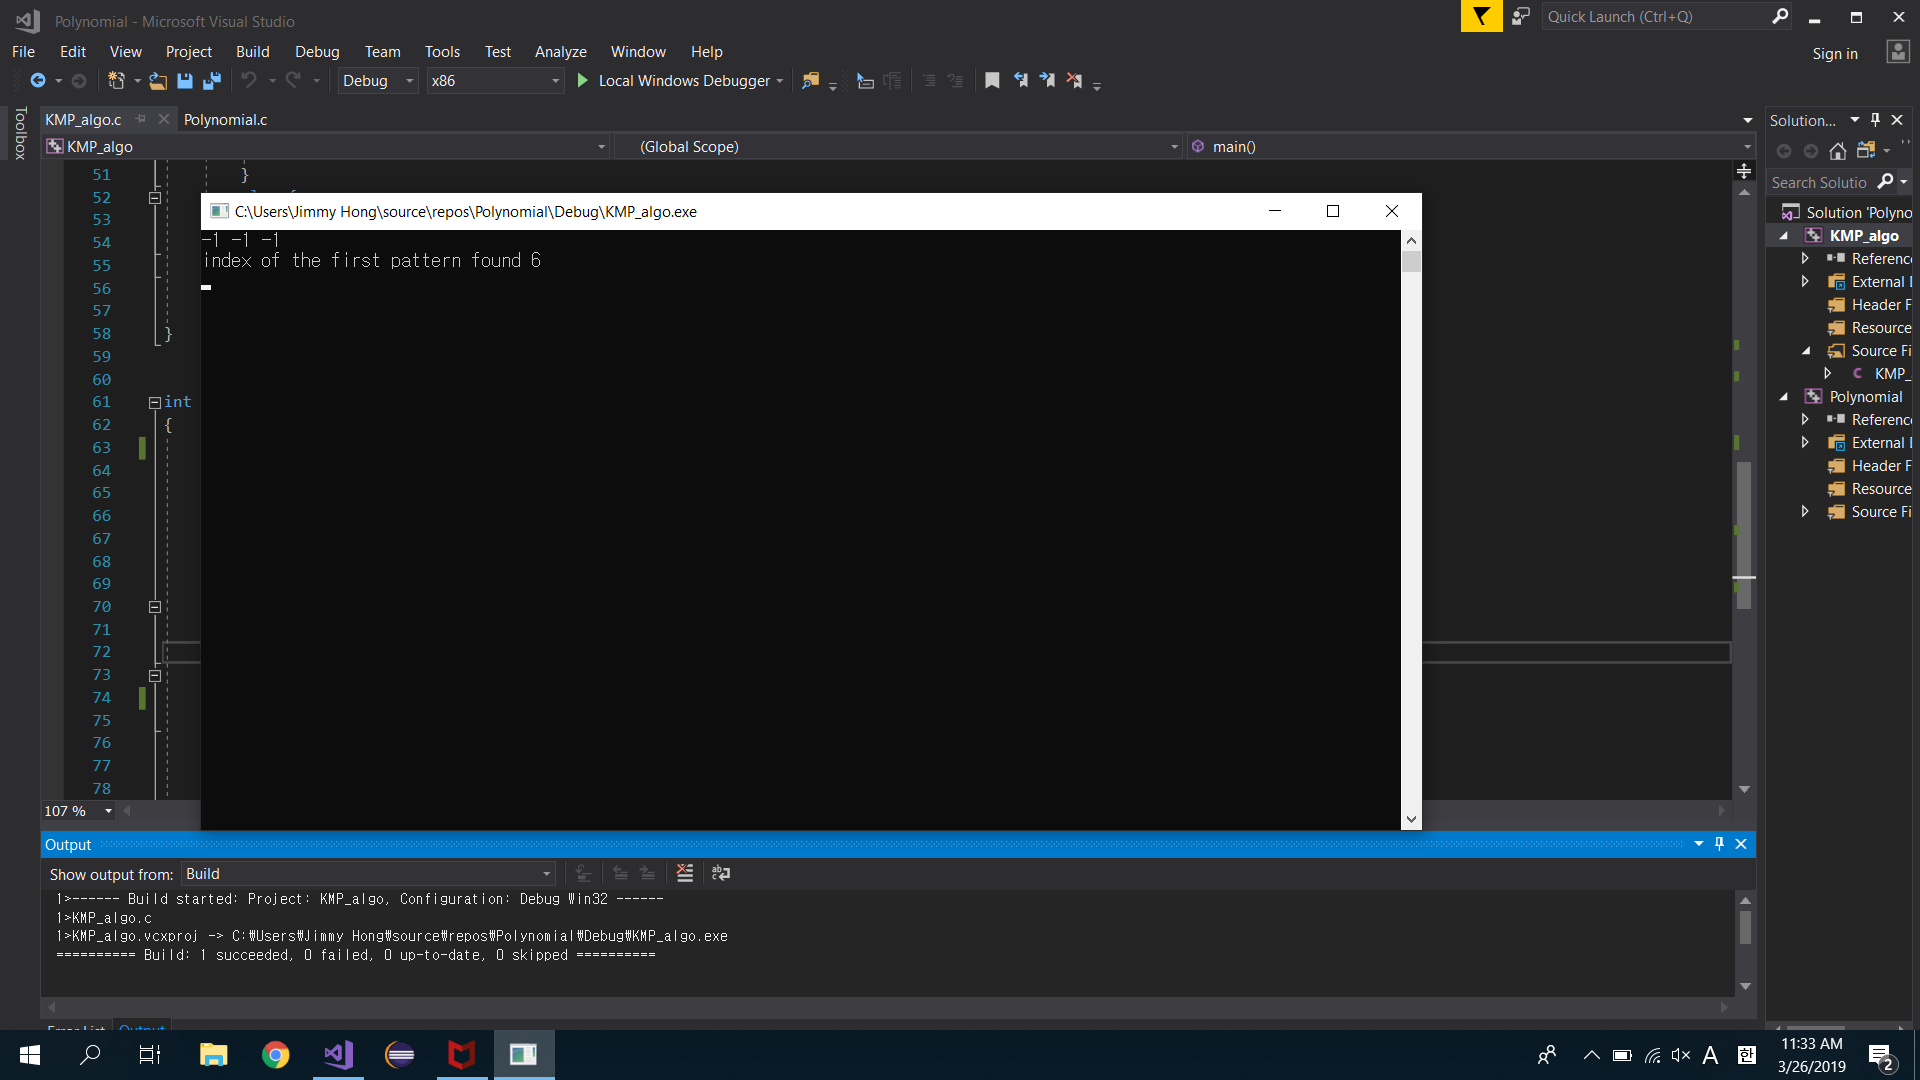 Polynomial - Microsoft Visual Studio
Quick Launch (Ctrl+Q)
File Edit View Project Build Debug Team Tools Test Analyze Window Help
Sign in
Debug x86 Local Windows Debugger
Toolbox
KMP_algo.c Polynomial.c
KMP_algo (Global Scope) main()
51 }
52
53
54
55
56
57
58 }
59
60
61 int
62 {
63
64
65
66
67
68
69
70
71
72
73
74
75
76
77
78
107 %
C:\Users\Jimmy Hong\source\repos\Polynomial\Debug\KMP_algo.exe
-1 -1 -1
index of the first pattern found 6
Solution...
Search Solutio
Solution 'Polyno
KMP_algo
Reference
External
Header F
Resource
Source Fi
C KMP_
Polynomial
Reference
External
Header F
Resource
Source Fi
Output
Show output from: Build
1>------ Build started: Project: KMP_algo, Configuration: Debug Win32 ------
1>KMP_algo.c
1>KMP_algo.vcxproj -> C:₩Users₩Jimmy Hong₩source₩repos₩Polynomial₩Debug₩KMP_algo.exe
========== Build: 1 succeeded, 0 failed, 0 up-to-date, 0 skipped ==========
Error List Output
A 한
11:33 AM
3/26/2019
2